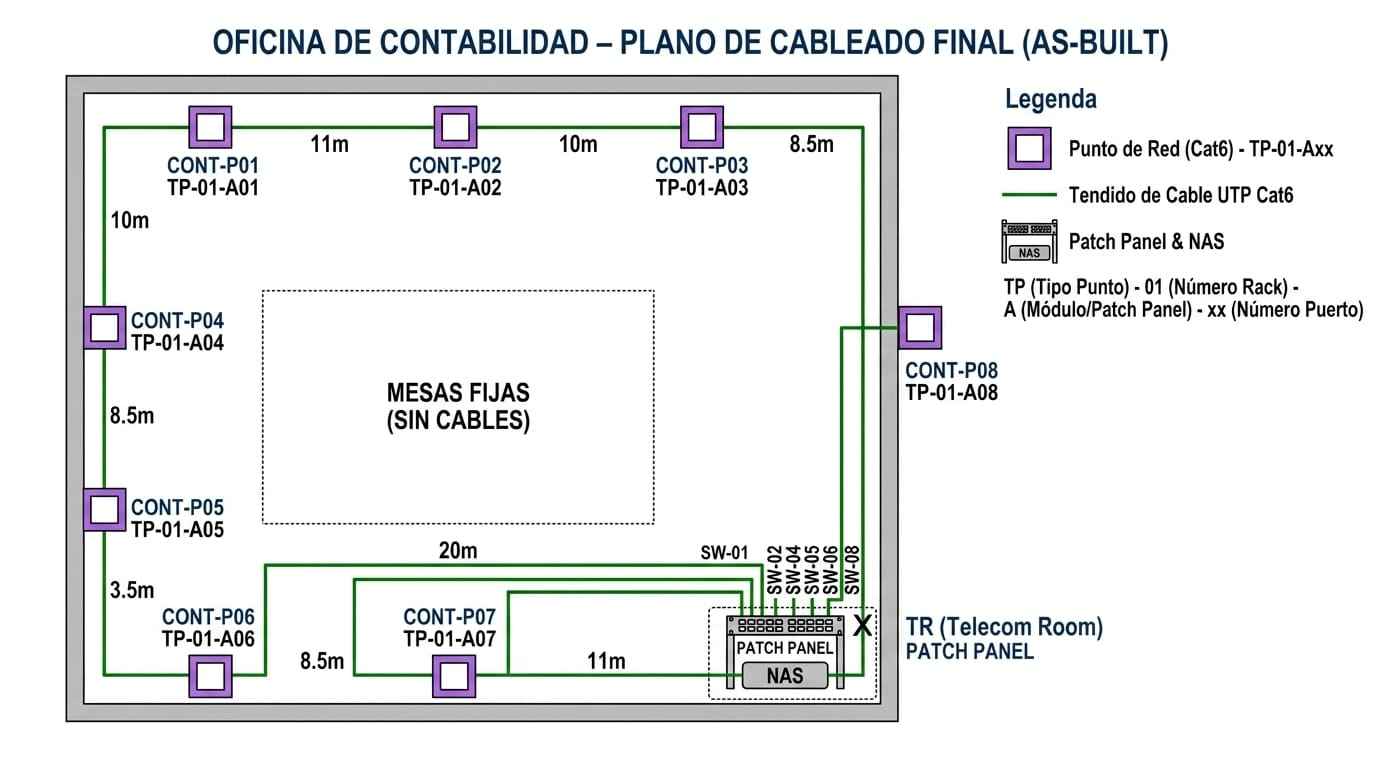 OFICINA DE CONTABILIDAD – PLANO DE CABLEADO FINAL (AS-BUILT)
Legenda
Punto de Red (Cat6) - TP-01-Axx
Tendido de Cable UTP Cat6
NAS
Patch Panel & NAS
TP (Tipo Punto) - 01 (Número Rack) -
A (Módulo/Patch Panel) - xx (Número Puerto)
11m
10m
8.5m
CONT-P01
TP-01-A01
CONT-P02
TP-01-A02
CONT-P03
TP-01-A03
10m
CONT-P04
TP-01-A04
CONT-P08
TP-01-A08
MESAS FIJAS
(SIN CABLES)
8.5m
CONT-P05
TP-01-A05
20m
SW-01
SW-02
SW-04
SW-05
SW-06
SW-08
3.5m
CONT-P06
TP-01-A06
CONT-P07
TP-01-A07
8.5m
11m
X
PATCH PANEL
NAS
TR (Telecom Room)
PATCH PANEL